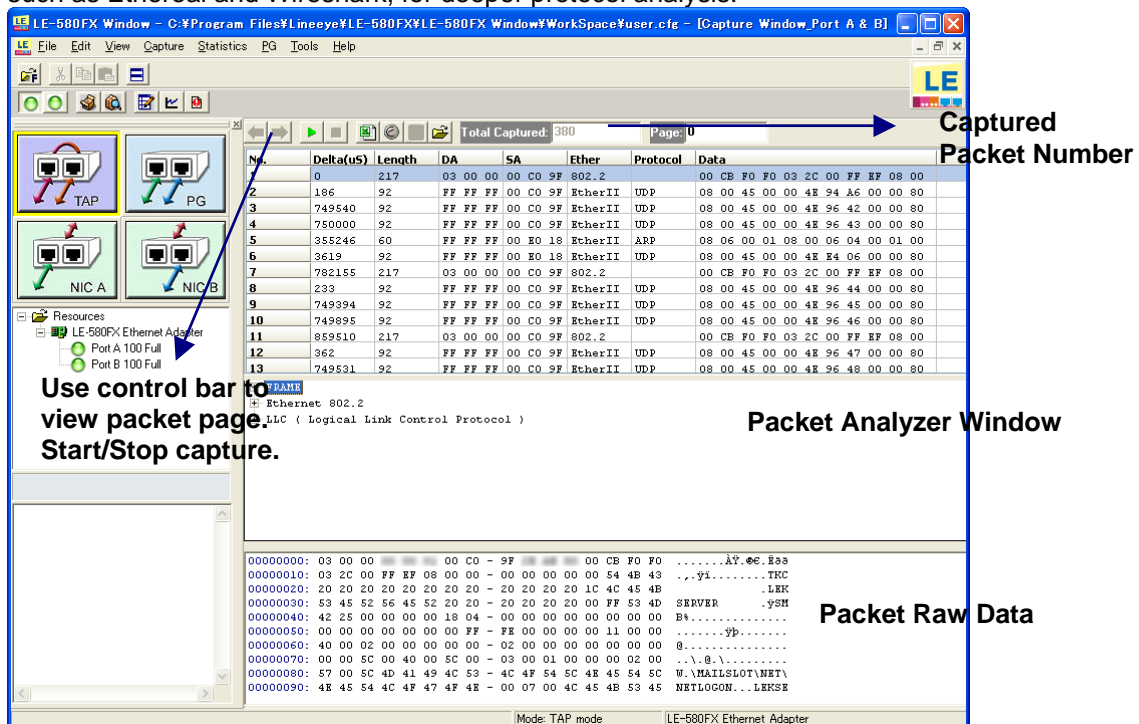 such as Ethereal and Wireshark, for deeper protocol analysis.
LE-580FX Window - C:¥Program Files¥Lineeye¥LE-580FX¥LE-580FX Window¥WorkSpace¥user.cfg - [Capture Window_Port A & B]
File Edit View Capture Statistics PG Tools Help
LE
Total Captured: 380 Page: 0
Captured
Packet Number
No. Delta(uS) Length DA SA Ether Protocol Data
1 0 217 03 00 00 00 C0 9F 802.2 00 CB F0 F0 03 2C 00 FF EF 08 00
2 186 92 FF FF FF 00 C0 9F EtherII UDP 08 00 45 00 00 4E 94 A6 00 00 80
3 749540 92 FF FF FF 00 C0 9F EtherII UDP 08 00 45 00 00 4E 96 42 00 00 80
4 750000 92 FF FF FF 00 C0 9F EtherII UDP 08 00 45 00 00 4E 96 43 00 00 80
5 355246 60 FF FF FF 00 E0 18 EtherII ARP 08 06 00 01 08 00 06 04 00 01 00
6 3619 92 FF FF FF 00 E0 18 EtherII UDP 08 00 45 00 00 4E E4 06 00 00 80
7 782155 217 03 00 00 00 C0 9F 802.2 00 CB F0 F0 03 2C 00 FF EF 08 00
8 233 92 FF FF FF 00 C0 9F EtherII UDP 08 00 45 00 00 4E 96 44 00 00 80
9 749394 92 FF FF FF 00 C0 9F EtherII UDP 08 00 45 00 00 4E 96 45 00 00 80
10 749895 92 FF FF FF 00 C0 9F EtherII UDP 08 00 45 00 00 4E 96 46 00 00 80
11 859510 217 03 00 00 00 C0 9F 802.2 00 CB F0 F0 03 2C 00 FF EF 08 00
12 362 92 FF FF FF 00 C0 9F EtherII UDP 08 00 45 00 00 4E 96 47 00 00 80
13 749531 92 FF FF FF 00 C0 9F EtherII UDP 08 00 45 00 00 4E 96 48 00 00 80
TAP PG
NIC A NIC B
Resources
LE-580FX Ethernet Adapter
Port A 100 Full
Port B 100 Full
Use control bar to
view packet page.
Start/Stop capture.
FRAME
Ethernet 802.2
LLC ( Logical Link Control Protocol )
Packet Analyzer Window
00000000: 03 00 00 00 C0 - 9F 00 CB F0 F0 .......ÀŸ.®€.Ëðð
00000010: 03 2C 00 FF EF 08 00 00 - 00 00 00 00 00 54 4B 43 .,.ÿï........TKC
00000020: 20 20 20 20 20 20 20 20 - 20 20 20 20 1C 4C 45 4B .LEK
00000030: 53 45 52 56 45 52 20 20 - 20 20 20 20 00 FF 53 4D SERVER .ÿSM
00000040: 42 25 00 00 00 00 18 04 - 00 00 00 00 00 00 00 00 B%..............
00000050: 00 00 00 00 00 00 00 FF - FE 00 00 00 00 11 00 00 .......ÿþ.......
00000060: 40 00 02 00 00 00 00 00 - 02 00 00 00 00 00 00 00 @...............
00000070: 00 00 5C 00 40 00 5C 00 - 03 00 01 00 00 00 02 00 ..\.@.\.........
00000080: 57 00 5C 4D 41 49 4C 53 - 4C 4F 54 5C 4E 45 54 5C W.\MAILSLOT\NET\
00000090: 4E 45 54 4C 4F 47 4F 4E - 00 07 00 4C 45 4B 53 45 NETLOGON...LEKSE
Packet Raw Data
Mode: TAP mode LE-580FX Ethernet Adapter